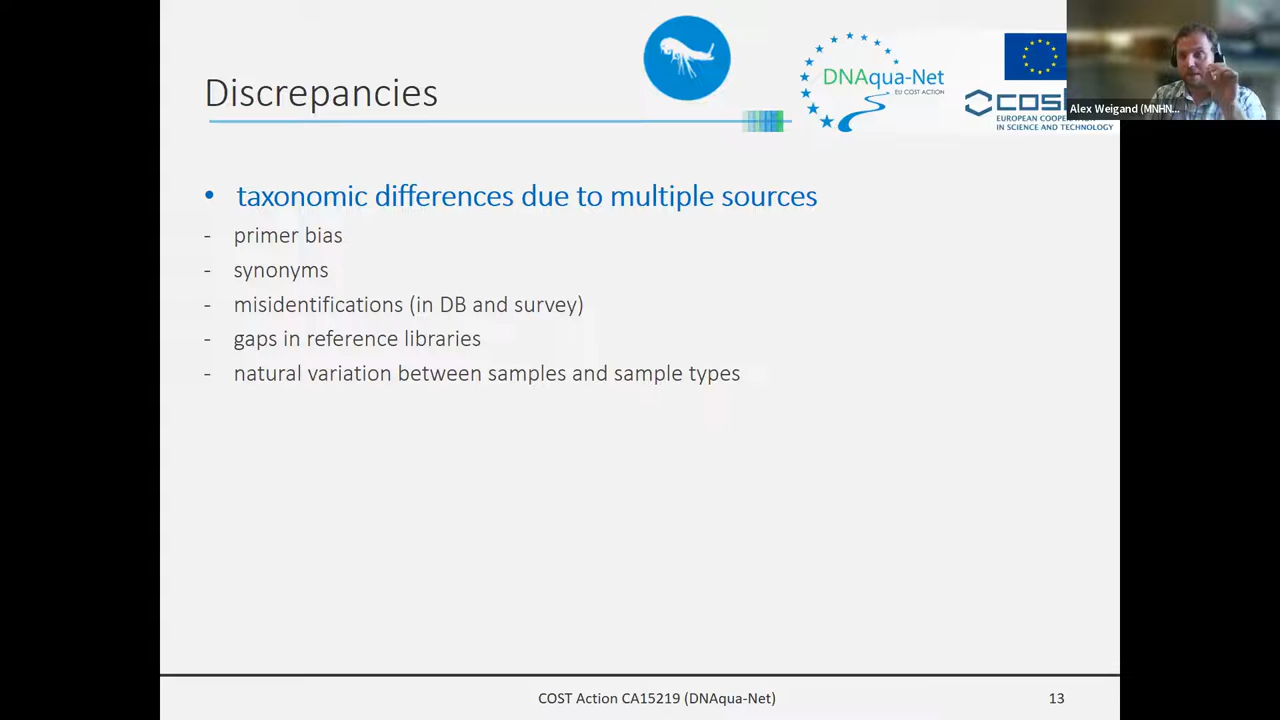 Discrepancies
DNAqua-Net
EU COST ACTION
COS
EUROPEAN COOPE
IN SCIENCE AND TECHNOLOGY
Alex Weigand (MNHN...
• taxonomic differences due to multiple sources
- primer bias
- synonyms
- misidentifications (in DB and survey)
- gaps in reference libraries
- natural variation between samples and sample types
COST Action CA15219 (DNAqua-Net)
13